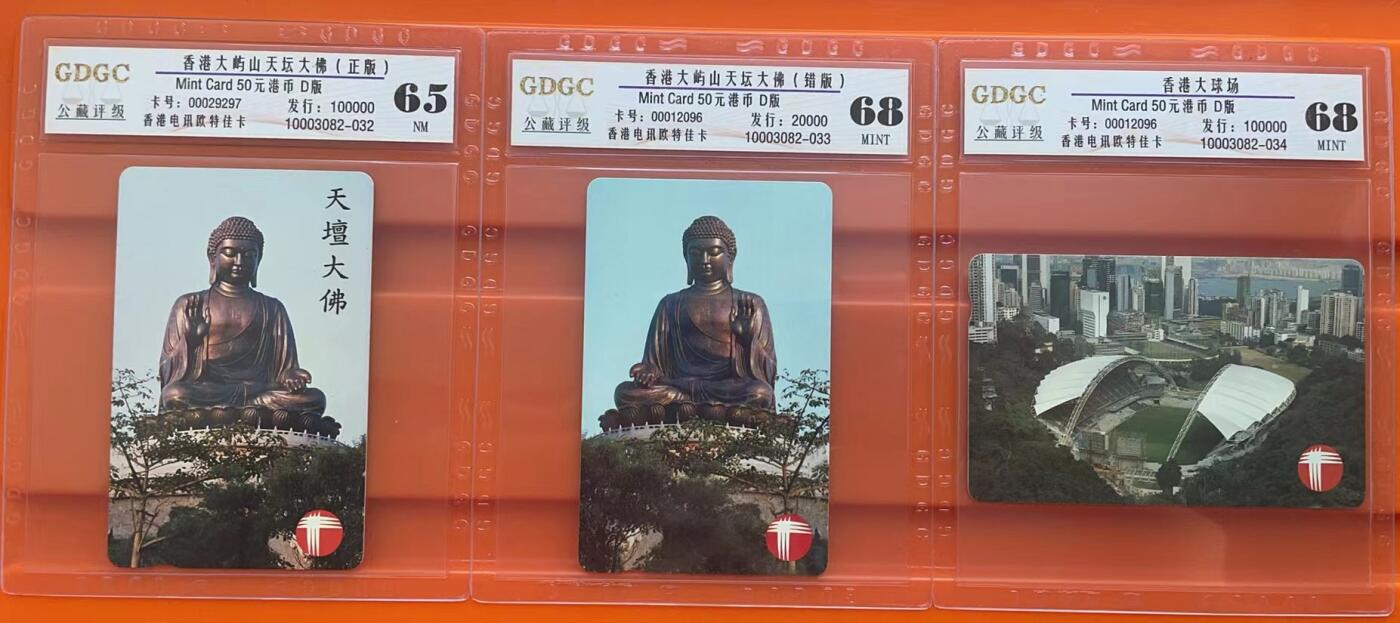 GDGC
公藏评级
香港大屿山天坛大佛（正版）
Mint Card 50元港币 D版
卡号：00029297 发行：100000
香港电讯欧特佳卡 10003082-032
65
NM
天
壇
大
佛
GDGC
公藏评级
香港大屿山天坛大佛（错版）
Mint Card 50元港币 D版
卡号：00012096 发行：20000
香港电讯欧特佳卡 10003082-033
68
MINT
GDGC
公藏评级
香港大球场
Mint Card 50元港币 D版
卡号：00012096 发行：100000
香港电讯欧特佳卡 10003082-034
68
MINT